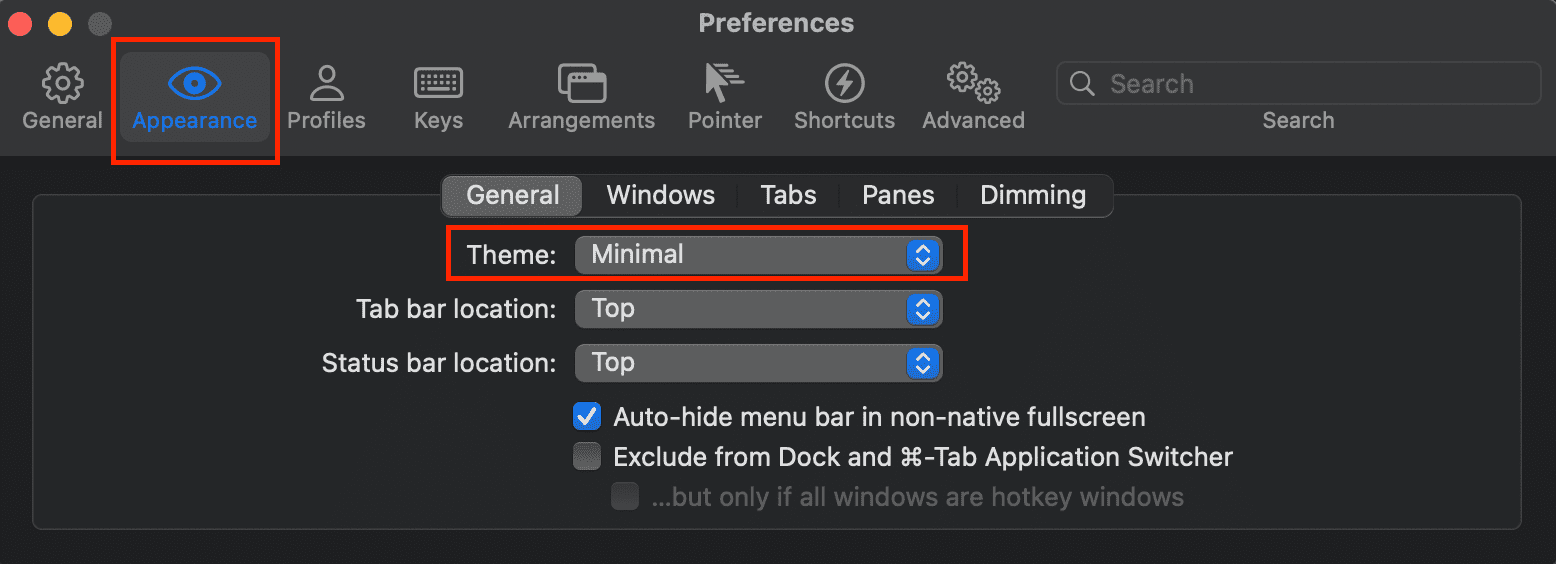 Preferences
General Appearance Profiles Keys Arrangements Pointer Shortcuts Advanced Search
Search
General Windows Tabs Panes Dimming
Theme: Minimal
Tab bar location: Top
Status bar location: Top
Auto-hide menu bar in non-native fullscreen
Exclude from Dock and ⌘-Tab Application Switcher
...but only if all windows are hotkey windows